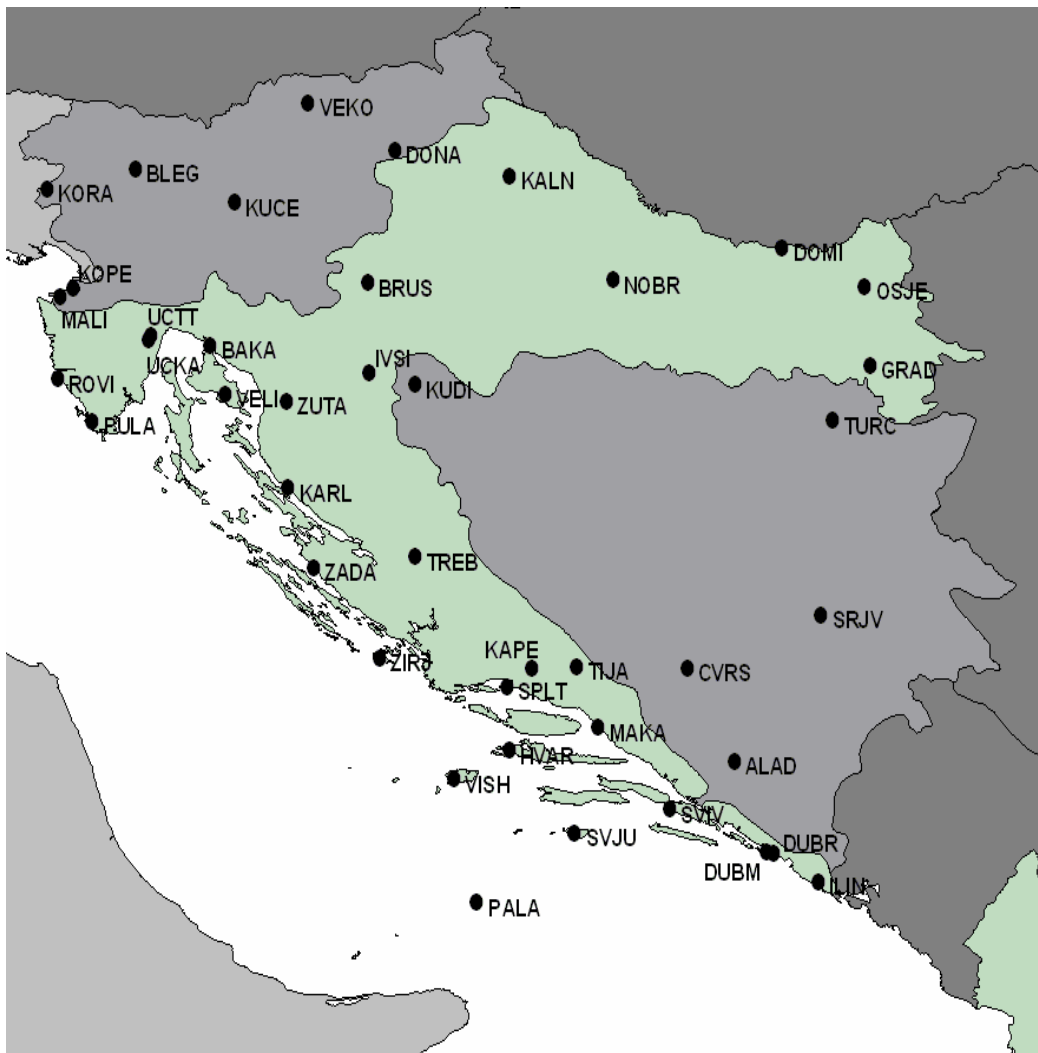 VEKO
DONA
BLEG
KALN
KORA
KUCE
DOMI
KOPE
BRUS
NOBR
OSJE
MALI
UCTT
BAKA
UCKA
IVSI
GRAD
ROVI
KUDI
VELI
ZUTA
PULA
TURC
KARL
TREB
ZADA
SRJV
ZIRJ
KAPE
TIJA
CVRS
SPLT
MAKA
HVAR
ALAD
VISH
SVIV
SVJU
DUBR
DUBM
ILIN
PALA